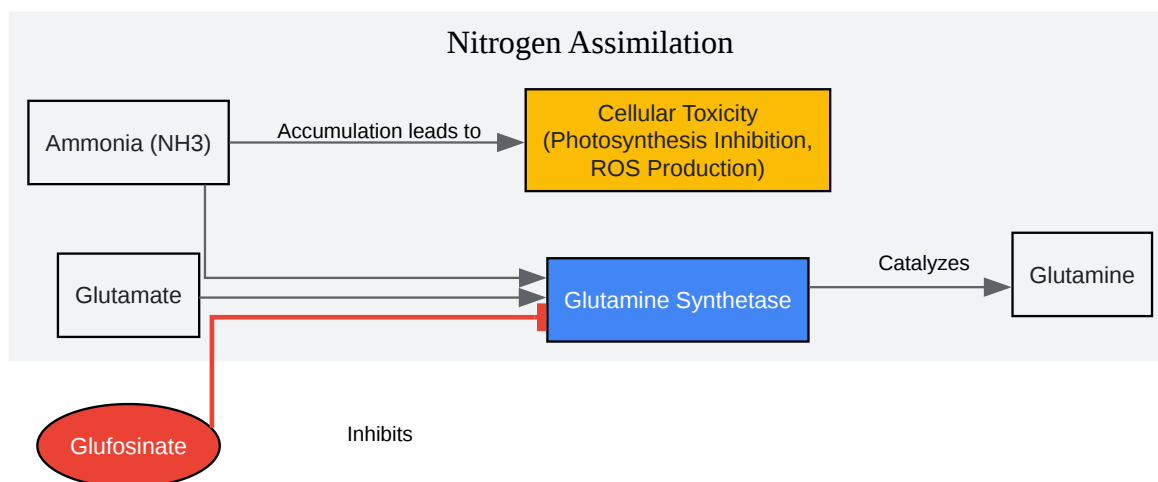 Nitrogen Assimilation
Ammonia (NH3)
Accumulation leads to
Cellular Toxicity
(Photosynthesis Inhibition,
ROS Production)
Glutamate
Glutamine Synthetase
Catalyzes
Glutamine
Glufosinate
Inhibits